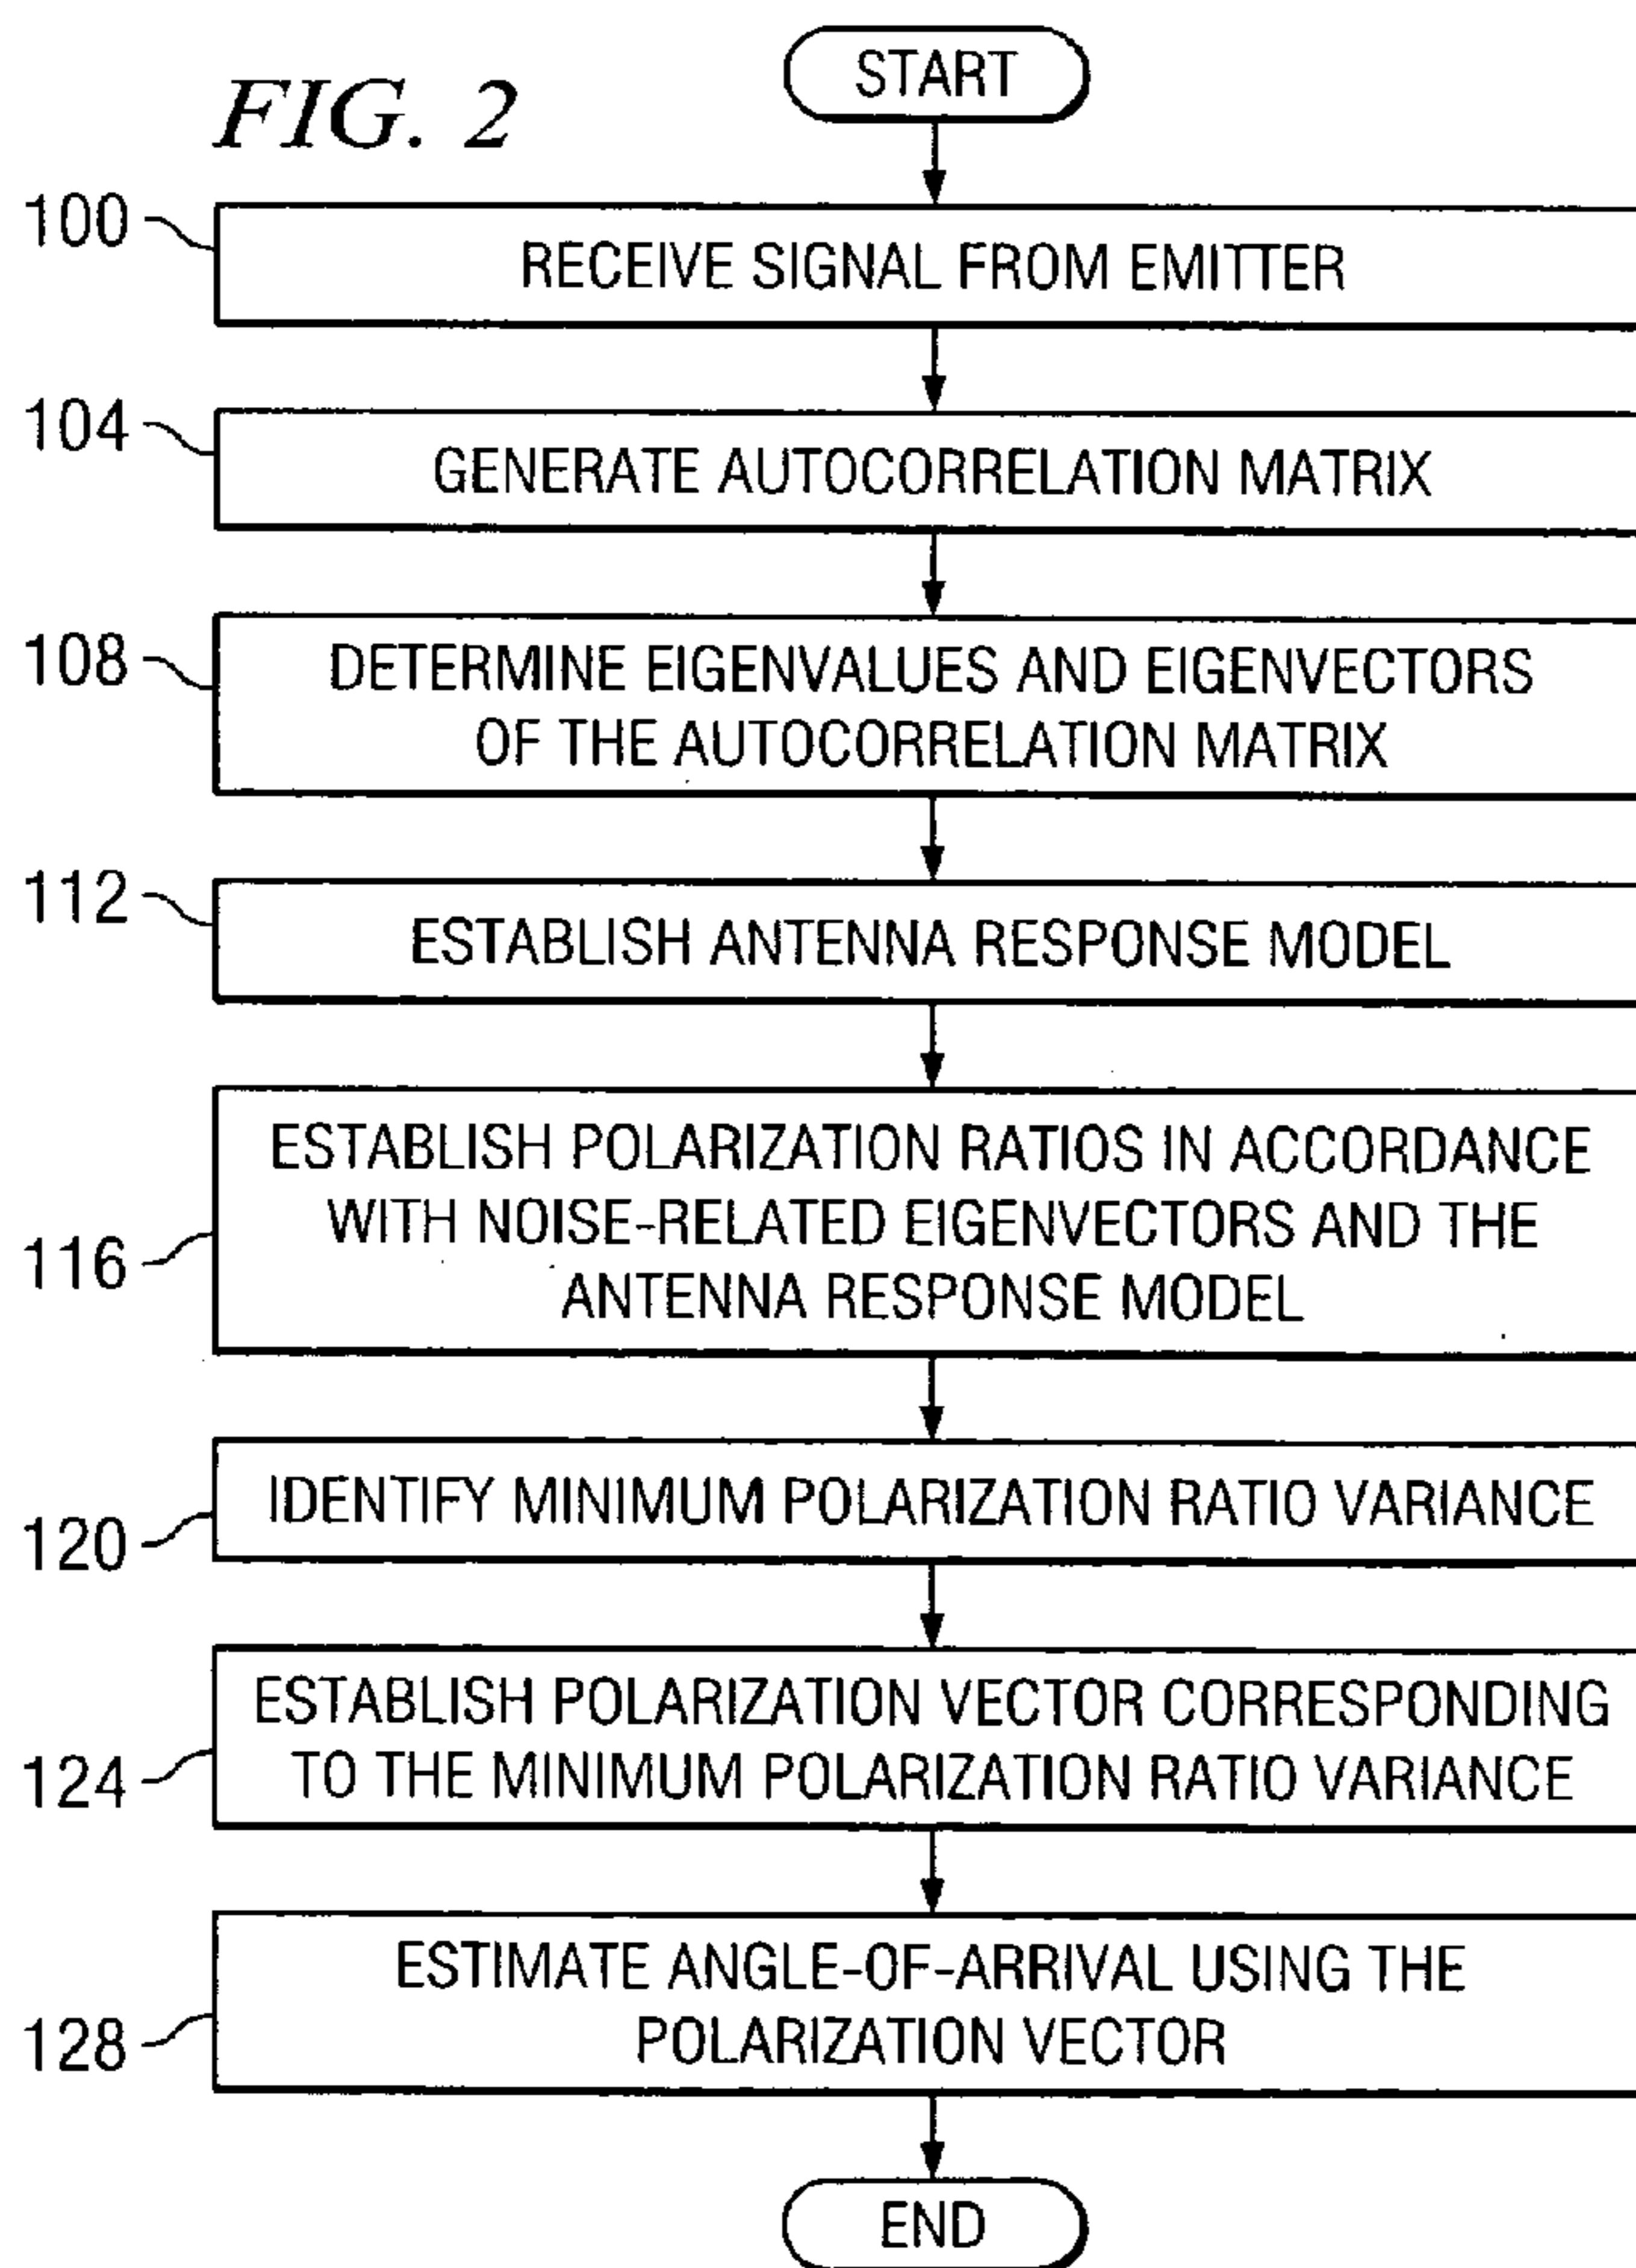 FIG. 2
START
100
RECEIVE SIGNAL FROM EMITTER
104
GENERATE AUTOCORRELATION MATRIX
108
DETERMINE EIGENVALUES AND EIGENVECTORS
OF THE AUTOCORRELATION MATRIX
112
ESTABLISH ANTENNA RESPONSE MODEL
116
ESTABLISH POLARIZATION RATIOS IN ACCORDANCE
WITH NOISE-RELATED EIGENVECTORS AND THE
ANTENNA RESPONSE MODEL
120
IDENTIFY MINIMUM POLARIZATION RATIO VARIANCE
124
ESTABLISH POLARIZATION VECTOR CORRESPONDING
TO THE MINIMUM POLARIZATION RATIO VARIANCE
128
ESTIMATE ANGLE-OF-ARRIVAL USING THE
POLARIZATION VECTOR
END